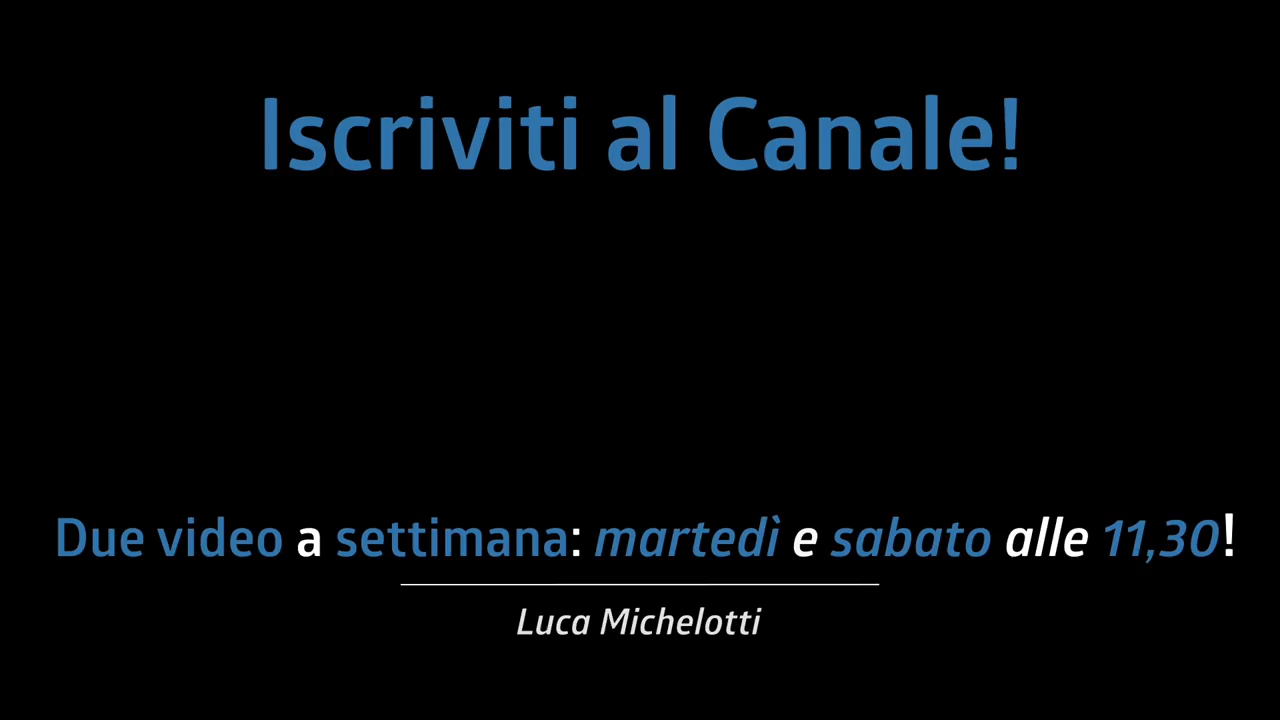 Iscriviti al Canale!
Due video a settimana: martedì e sabato alle 11,30!
Luca Michelotti